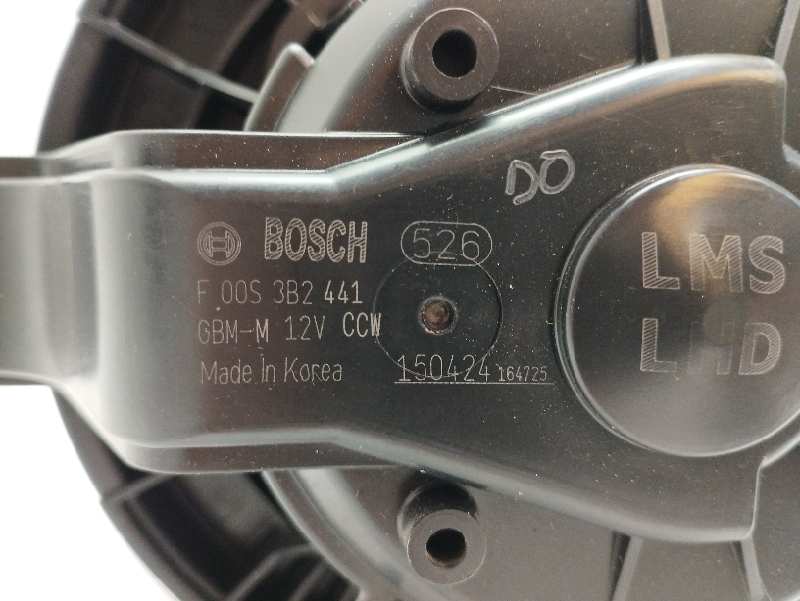 BOSCH 526
F 00S 3B2 441
GBM-M 12V CCW
Made In Korea
150424 164725
DO
LMS
LHD